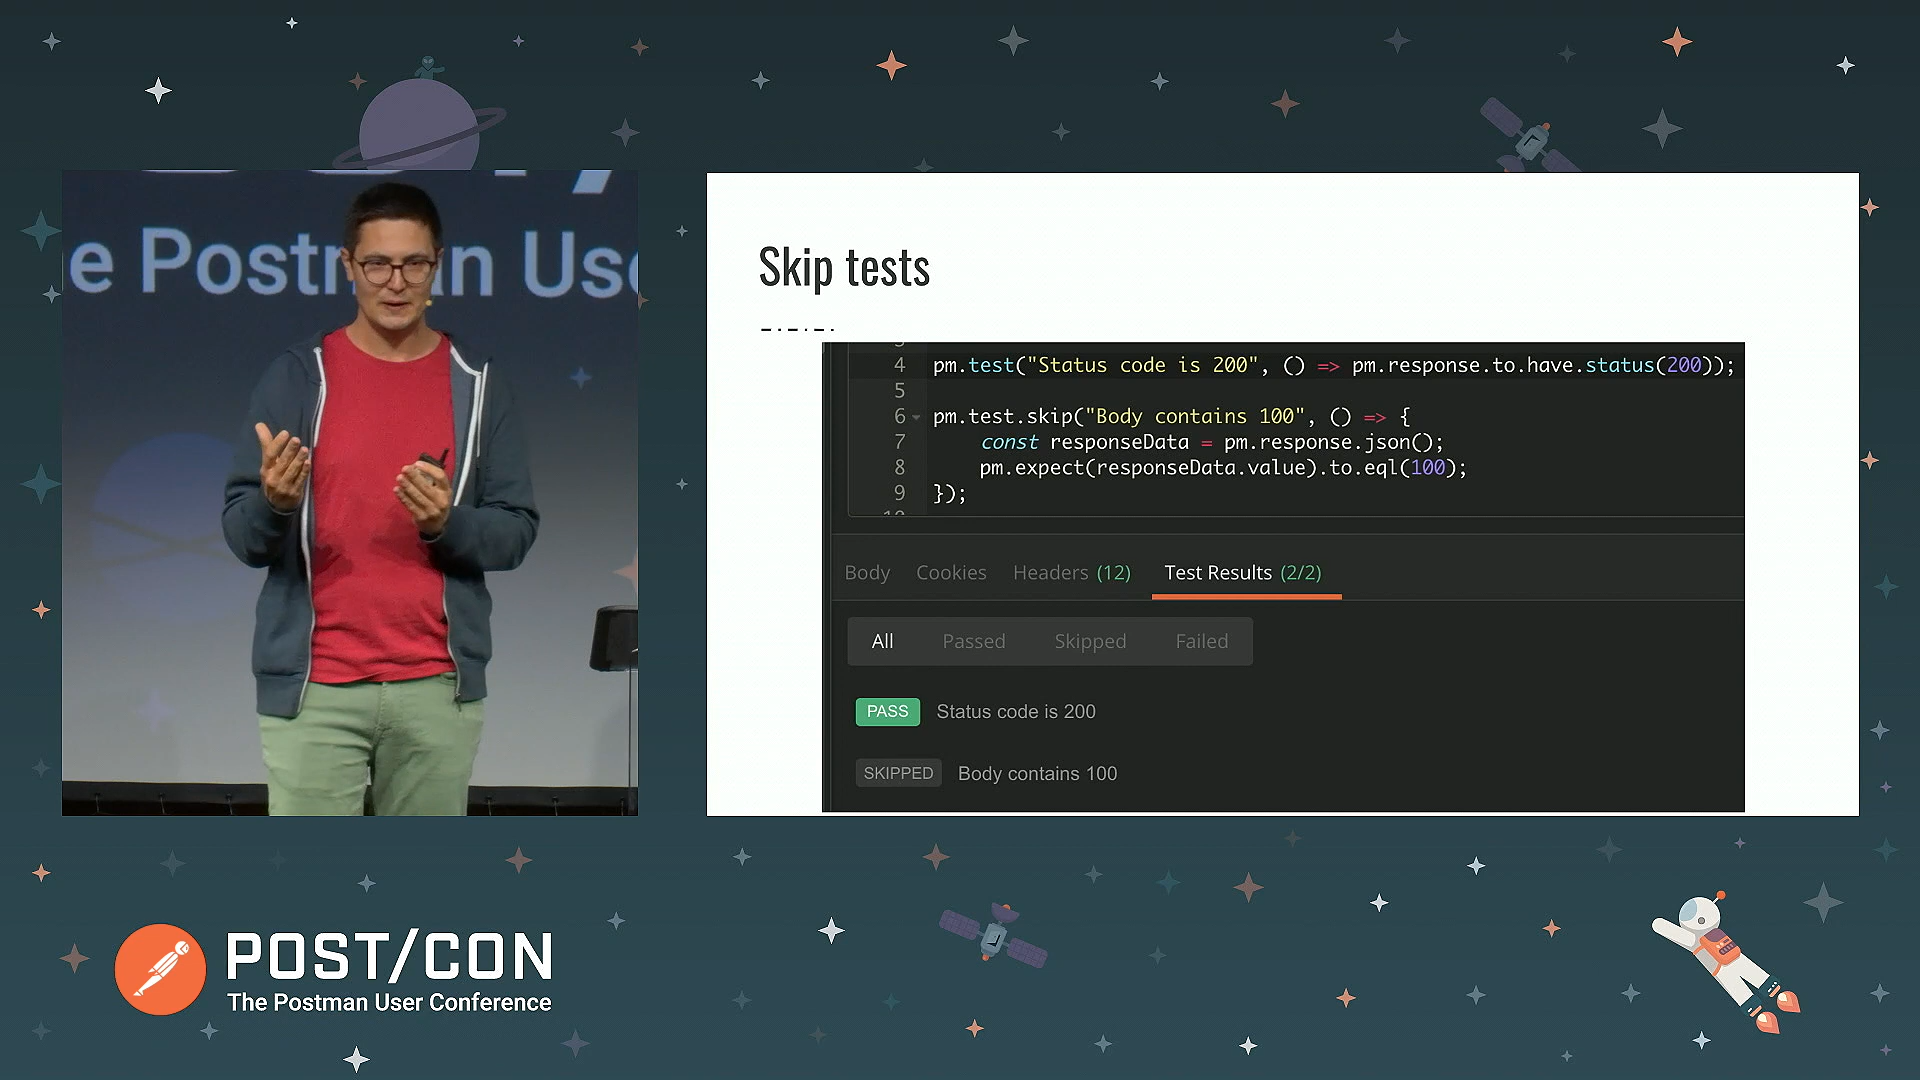 e Postman Use
Skip tests
4 pm.test("Status code is 200", () => pm.response.to.have.status(200));
5
6 pm.test.skip("Body contains 100", () => {
7 const responseData = pm.response.json();
8 pm.expect(responseData.value).to.eql(100);
9 });
Body Cookies Headers (12) Test Results (2/2)
All Passed Skipped Failed
PASS Status code is 200
SKIPPED Body contains 100
POST/CON
The Postman User Conference